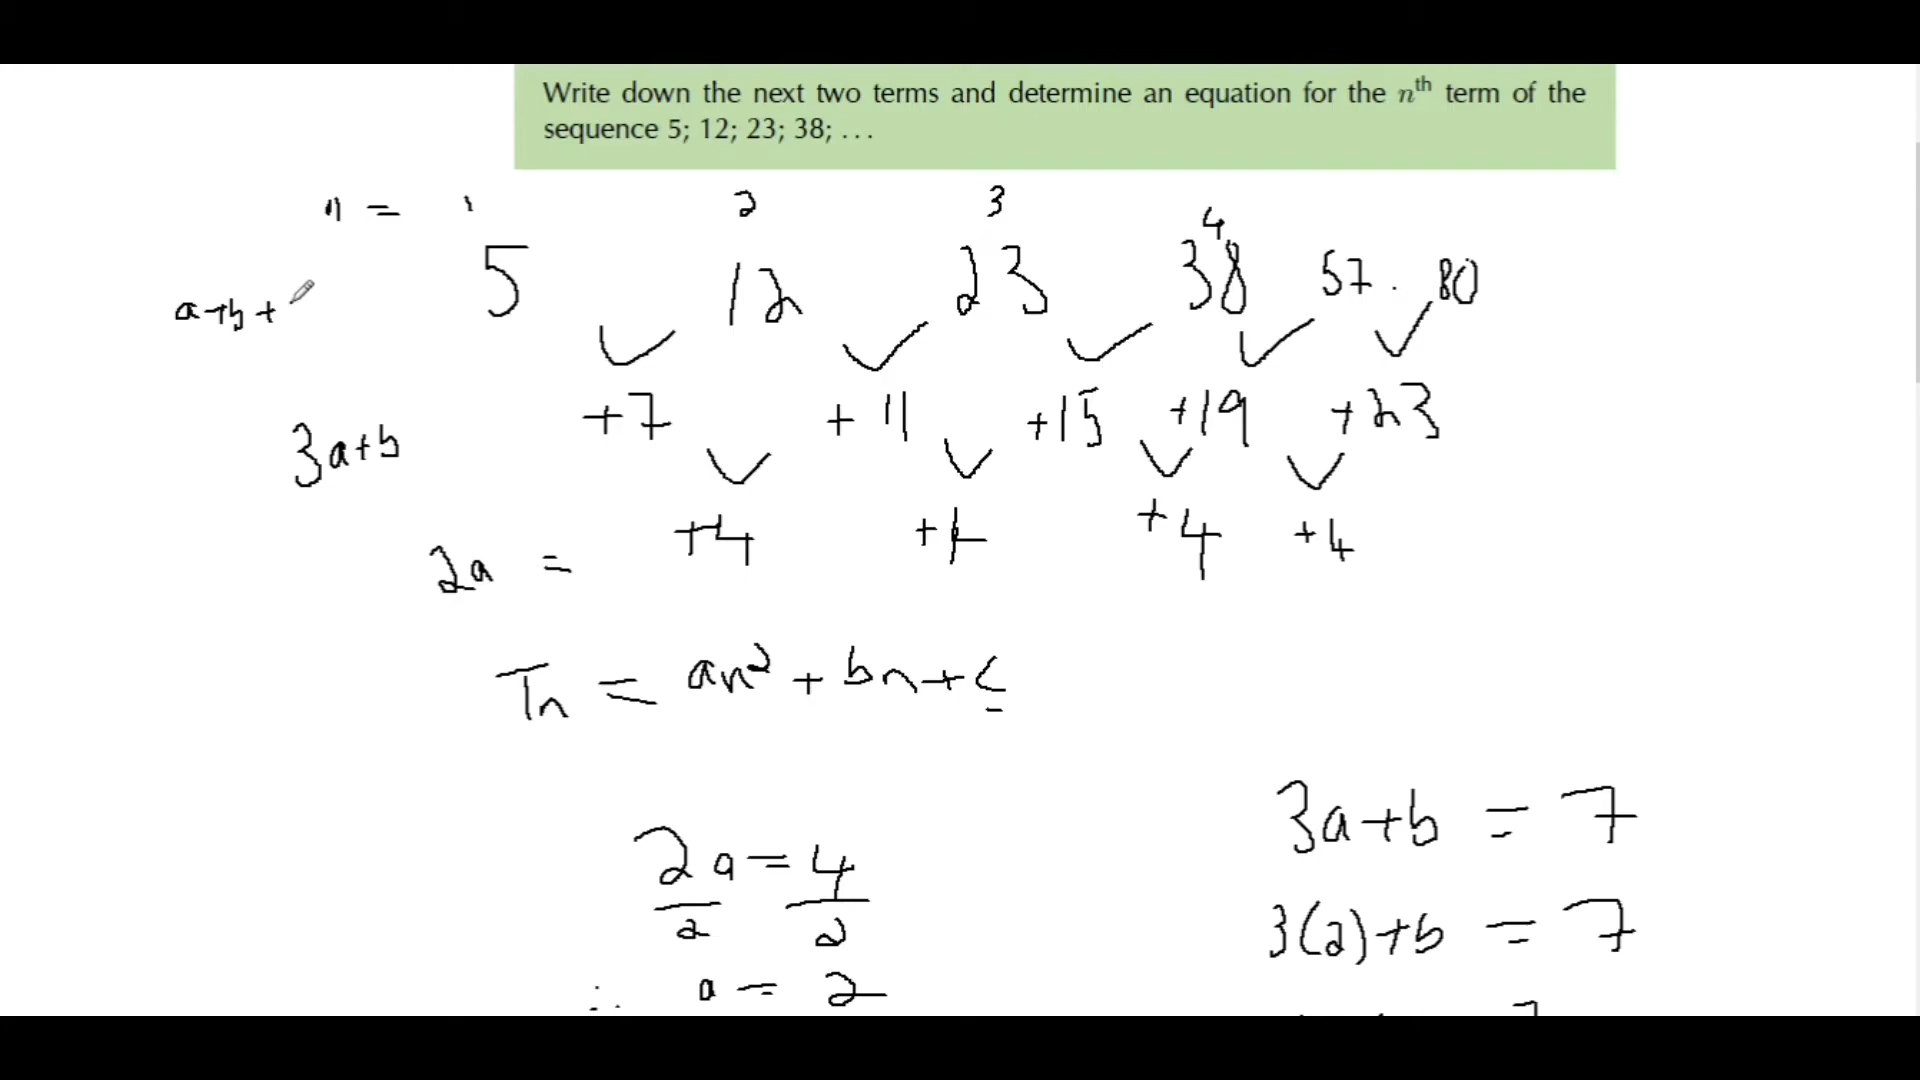 Write down the next two terms and determine an equation for the nth term of the
sequence 5; 12; 23; 38; ...
n = 1 2 3 4
5 12 23 38 57 . 80
a+b+
+7 +11 +15 +19 +23
3a+b
+4 +4 +4 +4
2a =
Tn = an² + bn + c
3a+b = 7
2a = 4
2 2
3(2)+b = 7
∴ a = 2